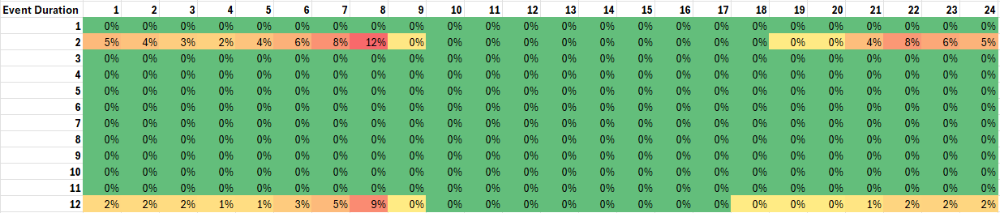 Event Duration 1 2 3 4 5 6 7 8 9 10 11 12 13 14 15 16 17 18 19 20 21 22 23 24
1 0% 0% 0% 0% 0% 0% 0% 0% 0% 0% 0% 0% 0% 0% 0% 0% 0% 0% 0% 0% 0% 0% 0% 0%
2 5% 4% 3% 2% 4% 6% 8% 12% 0% 0% 0% 0% 0% 0% 0% 0% 0% 0% 0% 0% 4% 8% 6% 5%
3 0% 0% 0% 0% 0% 0% 0% 0% 0% 0% 0% 0% 0% 0% 0% 0% 0% 0% 0% 0% 0% 0% 0% 0%
4 0% 0% 0% 0% 0% 0% 0% 0% 0% 0% 0% 0% 0% 0% 0% 0% 0% 0% 0% 0% 0% 0% 0% 0%
5 0% 0% 0% 0% 0% 0% 0% 0% 0% 0% 0% 0% 0% 0% 0% 0% 0% 0% 0% 0% 0% 0% 0% 0%
6 0% 0% 0% 0% 0% 0% 0% 0% 0% 0% 0% 0% 0% 0% 0% 0% 0% 0% 0% 0% 0% 0% 0% 0%
7 0% 0% 0% 0% 0% 0% 0% 0% 0% 0% 0% 0% 0% 0% 0% 0% 0% 0% 0% 0% 0% 0% 0% 0%
8 0% 0% 0% 0% 0% 0% 0% 0% 0% 0% 0% 0% 0% 0% 0% 0% 0% 0% 0% 0% 0% 0% 0% 0%
9 0% 0% 0% 0% 0% 0% 0% 0% 0% 0% 0% 0% 0% 0% 0% 0% 0% 0% 0% 0% 0% 0% 0% 0%
10 0% 0% 0% 0% 0% 0% 0% 0% 0% 0% 0% 0% 0% 0% 0% 0% 0% 0% 0% 0% 0% 0% 0% 0%
11 0% 0% 0% 0% 0% 0% 0% 0% 0% 0% 0% 0% 0% 0% 0% 0% 0% 0% 0% 0% 0% 0% 0% 0%
12 2% 2% 2% 1% 1% 3% 5% 9% 0% 0% 0% 0% 0% 0% 0% 0% 0% 0% 0% 0% 1% 2% 2% 2%